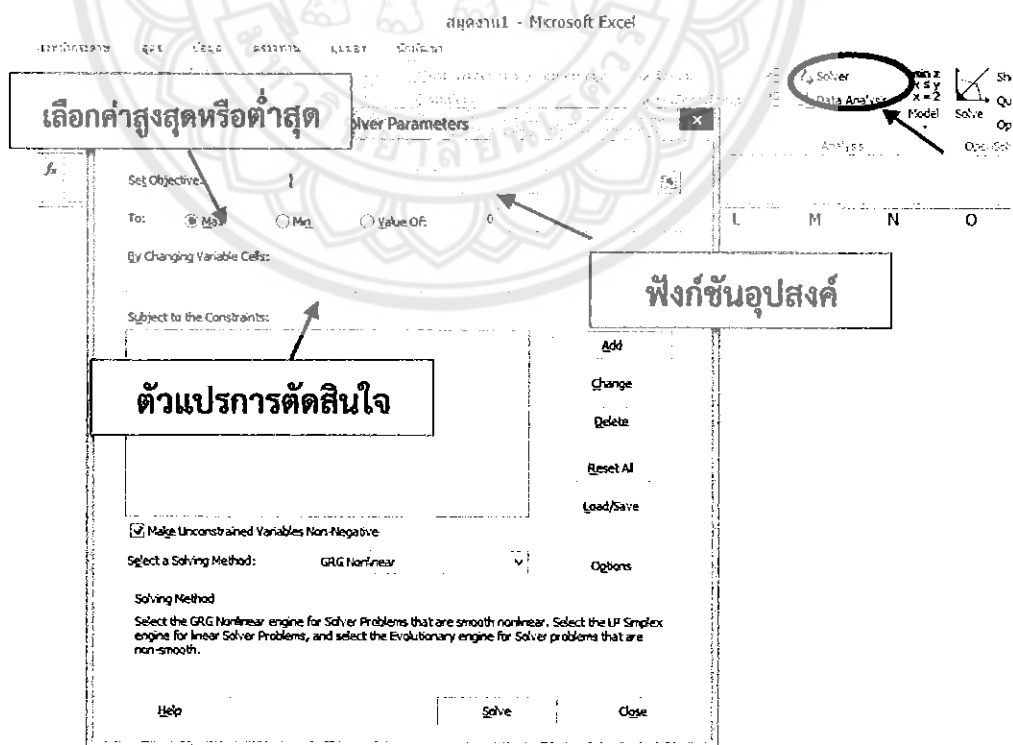 สมุดงาน1 - Microsoft Excel
Solver
Data Analysis
Model
Solve
Analysis
เลือกค่าสูงสุดหรือต่ำสุด
Parameters
Set Objective:
To: Max Min Value Of: 0
L M N O
By Changing Variable Cells:
ฟังก์ชันอุปสงค์
Subject to the Constraints:
Add
ตัวแปรการตัดสินใจ
Change
Delete
Reset All
Load/Save
Make Unconstrained Variables Non-Negative
Select a Solving Method: GRG Nonlinear
Options
Solving Method
Select the GRG Nonlinear engine for Solver Problems that are smooth nonlinear. Select the LP Simplex
engine for linear Solver Problems, and select the Evolutionary engine for Solver problems that are
non-smooth.
Help Solve Close